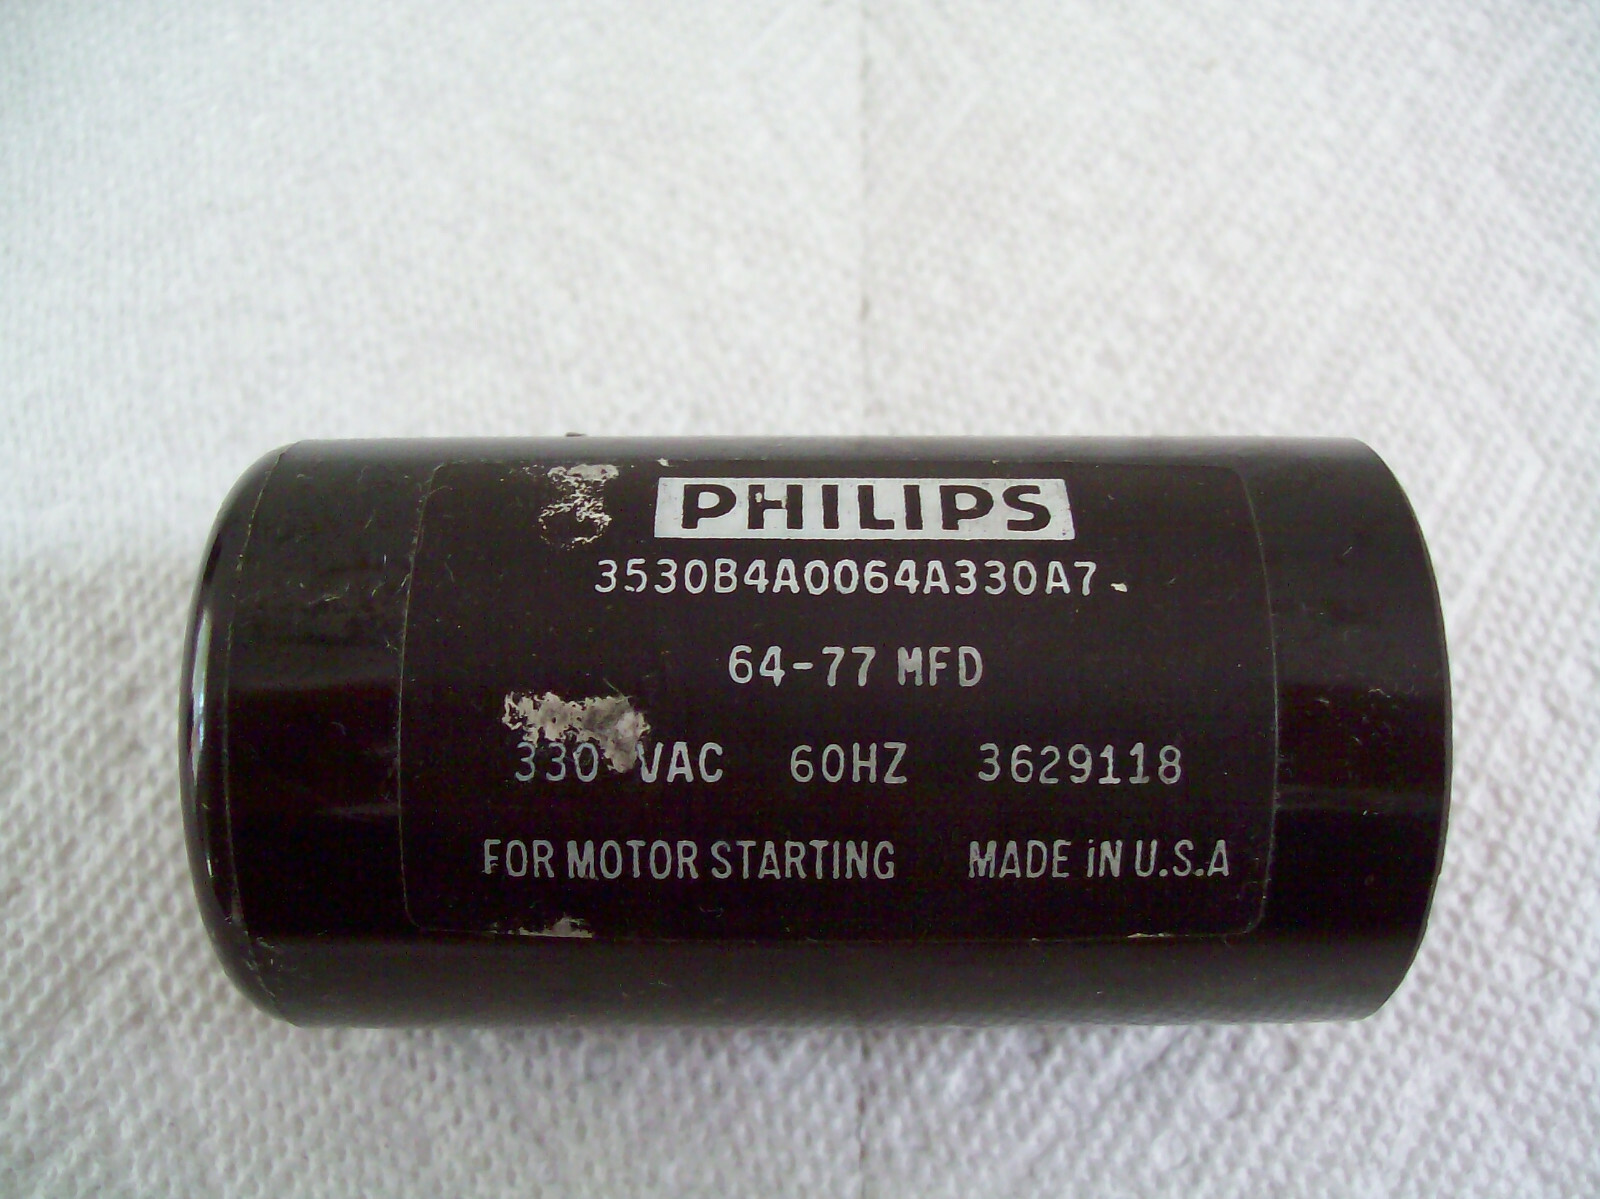 PHILIPS
3530B4A0064A330A7-
64-77 MFD
330 VAC 60HZ 3629118
FOR MOTOR STARTING MADE iN U.S.A